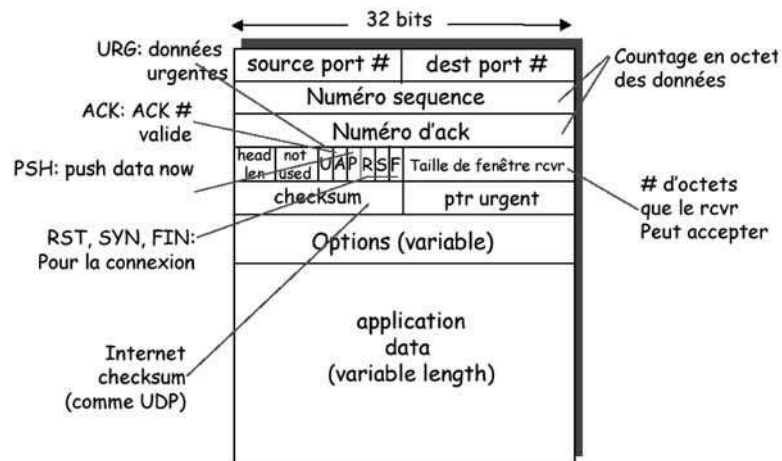 32 bits
URG: données
urgentes
source port #
dest port #
Countage en octet
des données
Numéro sequence
ACK: ACK #
valide
Numéro d'ack
PSH: push data now
head
len
not
used
U
A
P
R
S
F
Taille de fenêtre rcvr
checksum
ptr urgent
# d'octets
que le rcvr
Peut accepter
RST, SYN, FIN:
Pour la connexion
Options (variable)
application
data
(variable length)
Internet
checksum
(comme UDP)